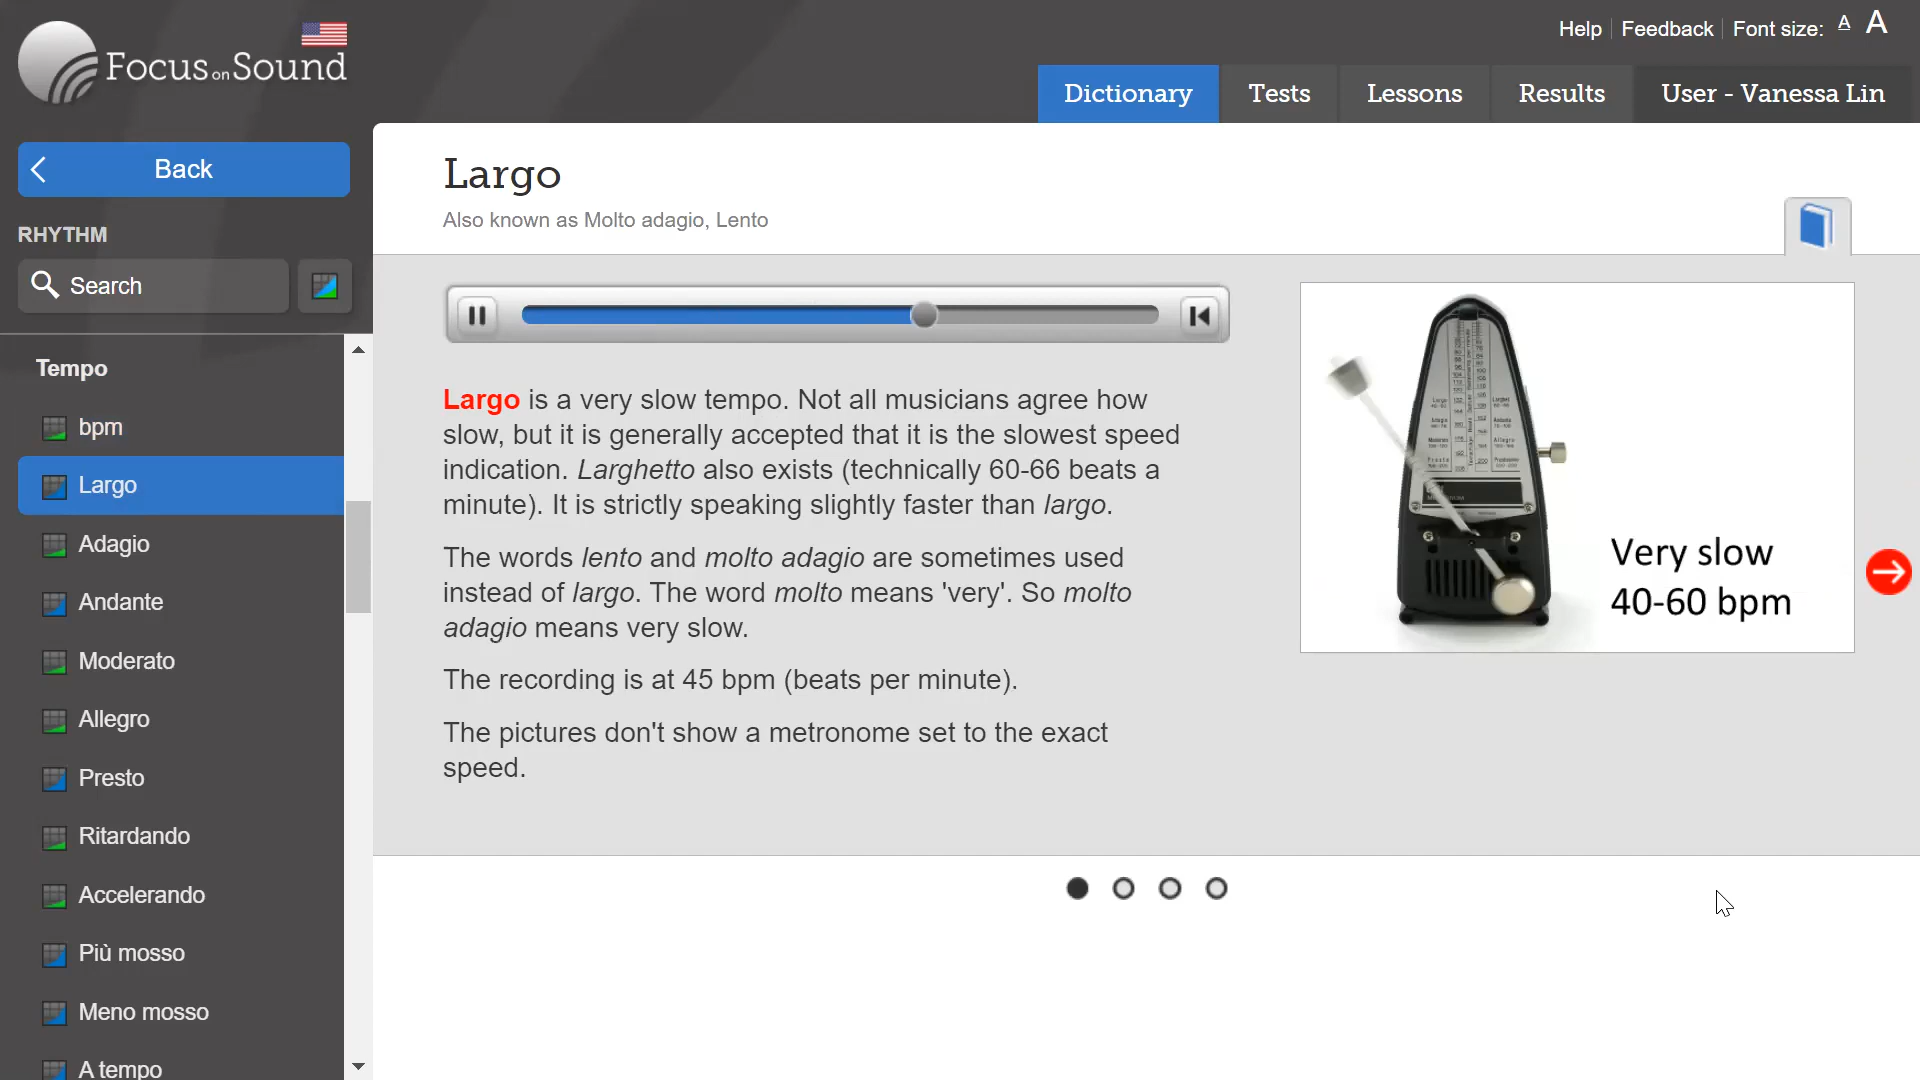 Focus on Sound
Help
Feedback
Font size: A A
Dictionary
Tests
Lessons
Results
User - Vanessa Lin
Back
RHYTHM
Search
Tempo
bpm
Largo
Adagio
Andante
Moderato
Allegro
Presto
Ritardando
Accelerando
Più mosso
Meno mosso
A tempo
Largo
Also known as Molto adagio, Lento
Largo is a very slow tempo. Not all musicians agree how
slow, but it is generally accepted that it is the slowest speed
indication. Larghetto also exists (technically 60-66 beats a
minute). It is strictly speaking slightly faster than largo.
The words lento and molto adagio are sometimes used
instead of largo. The word molto means 'very'. So molto
adagio means very slow.
The recording is at 45 bpm (beats per minute).
The pictures don't show a metronome set to the exact
speed.
Very slow
40-60 bpm